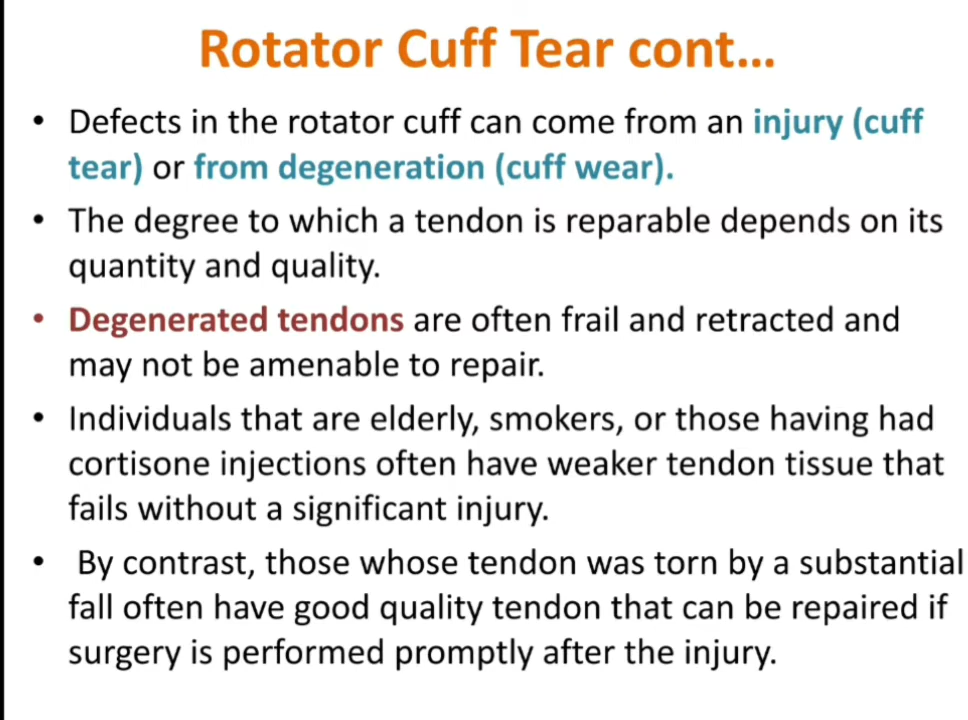 Rotator Cuff Tear cont...
• Defects in the rotator cuff can come from an injury (cuff
tear) or from degeneration (cuff wear).
• The degree to which a tendon is reparable depends on its
quantity and quality.
• Degenerated tendons are often frail and retracted and
may not be amenable to repair.
• Individuals that are elderly, smokers, or those having had
cortisone injections often have weaker tendon tissue that
fails without a significant injury.
• By contrast, those whose tendon was torn by a substantial
fall often have good quality tendon that can be repaired if
surgery is performed promptly after the injury.